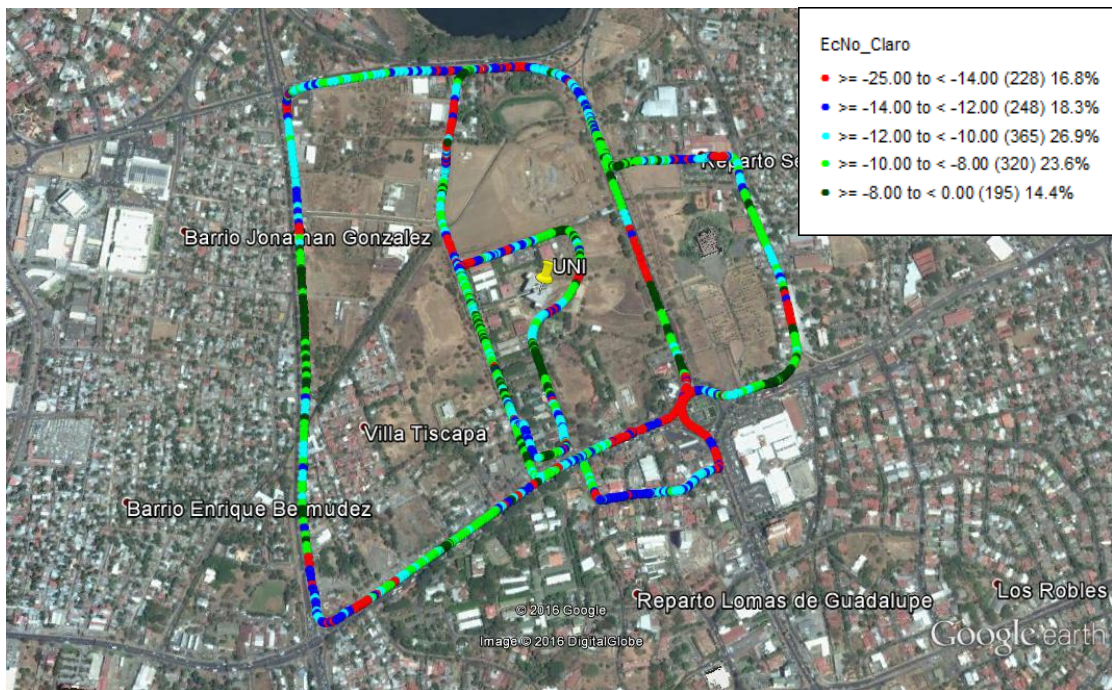 EcNo_Claro
>= -25.00 to < -14.00 (228) 16.8%
>= -14.00 to < -12.00 (248) 18.3%
>= -12.00 to < -10.00 (365) 26.9%
>= -10.00 to < -8.00 (320) 23.6%
>= -8.00 to < 0.00 (195) 14.4%
Reparto Se
Barrio Jonathan Gonzalez
UNI
Villa Tiscapa
Barrio Enrique Bermudez
Los Robles
Reparto Lomas de Guadalupe
© 2016 Google
Image © 2016 DigitalGlobe
Google earth